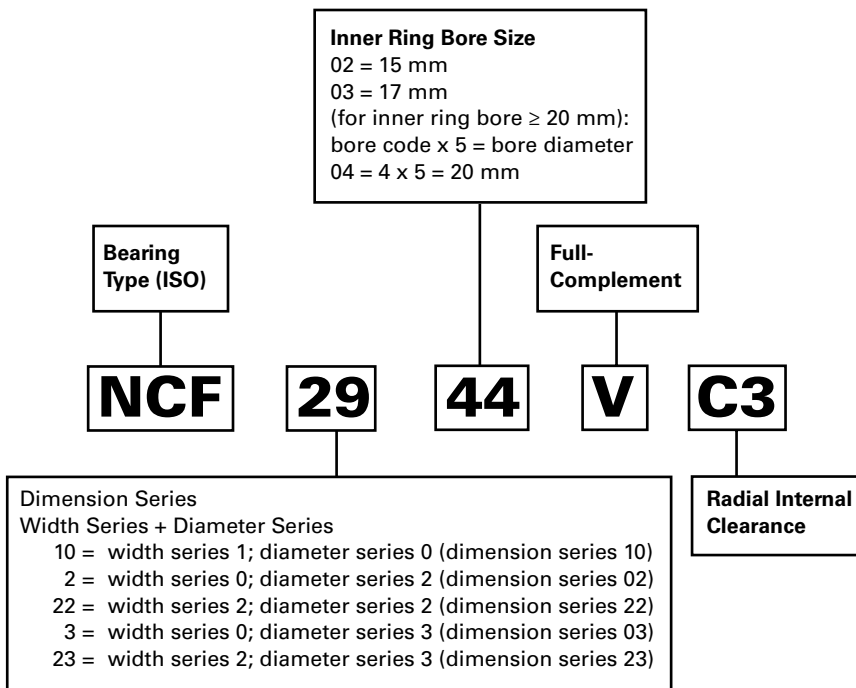 Inner Ring Bore Size
02 = 15 mm
03 = 17 mm
(for inner ring bore ≥ 20 mm):
bore code x 5 = bore diameter
04 = 4 x 5 = 20 mm
Bearing
Type (ISO)
Full-
Complement
NCF 29 44 V C3
Dimension Series
Width Series + Diameter Series
10 = width series 1; diameter series 0 (dimension series 10)
2 = width series 0; diameter series 2 (dimension series 02)
22 = width series 2; diameter series 2 (dimension series 22)
3 = width series 0; diameter series 3 (dimension series 03)
23 = width series 2; diameter series 3 (dimension series 23)
Radial Internal
Clearance